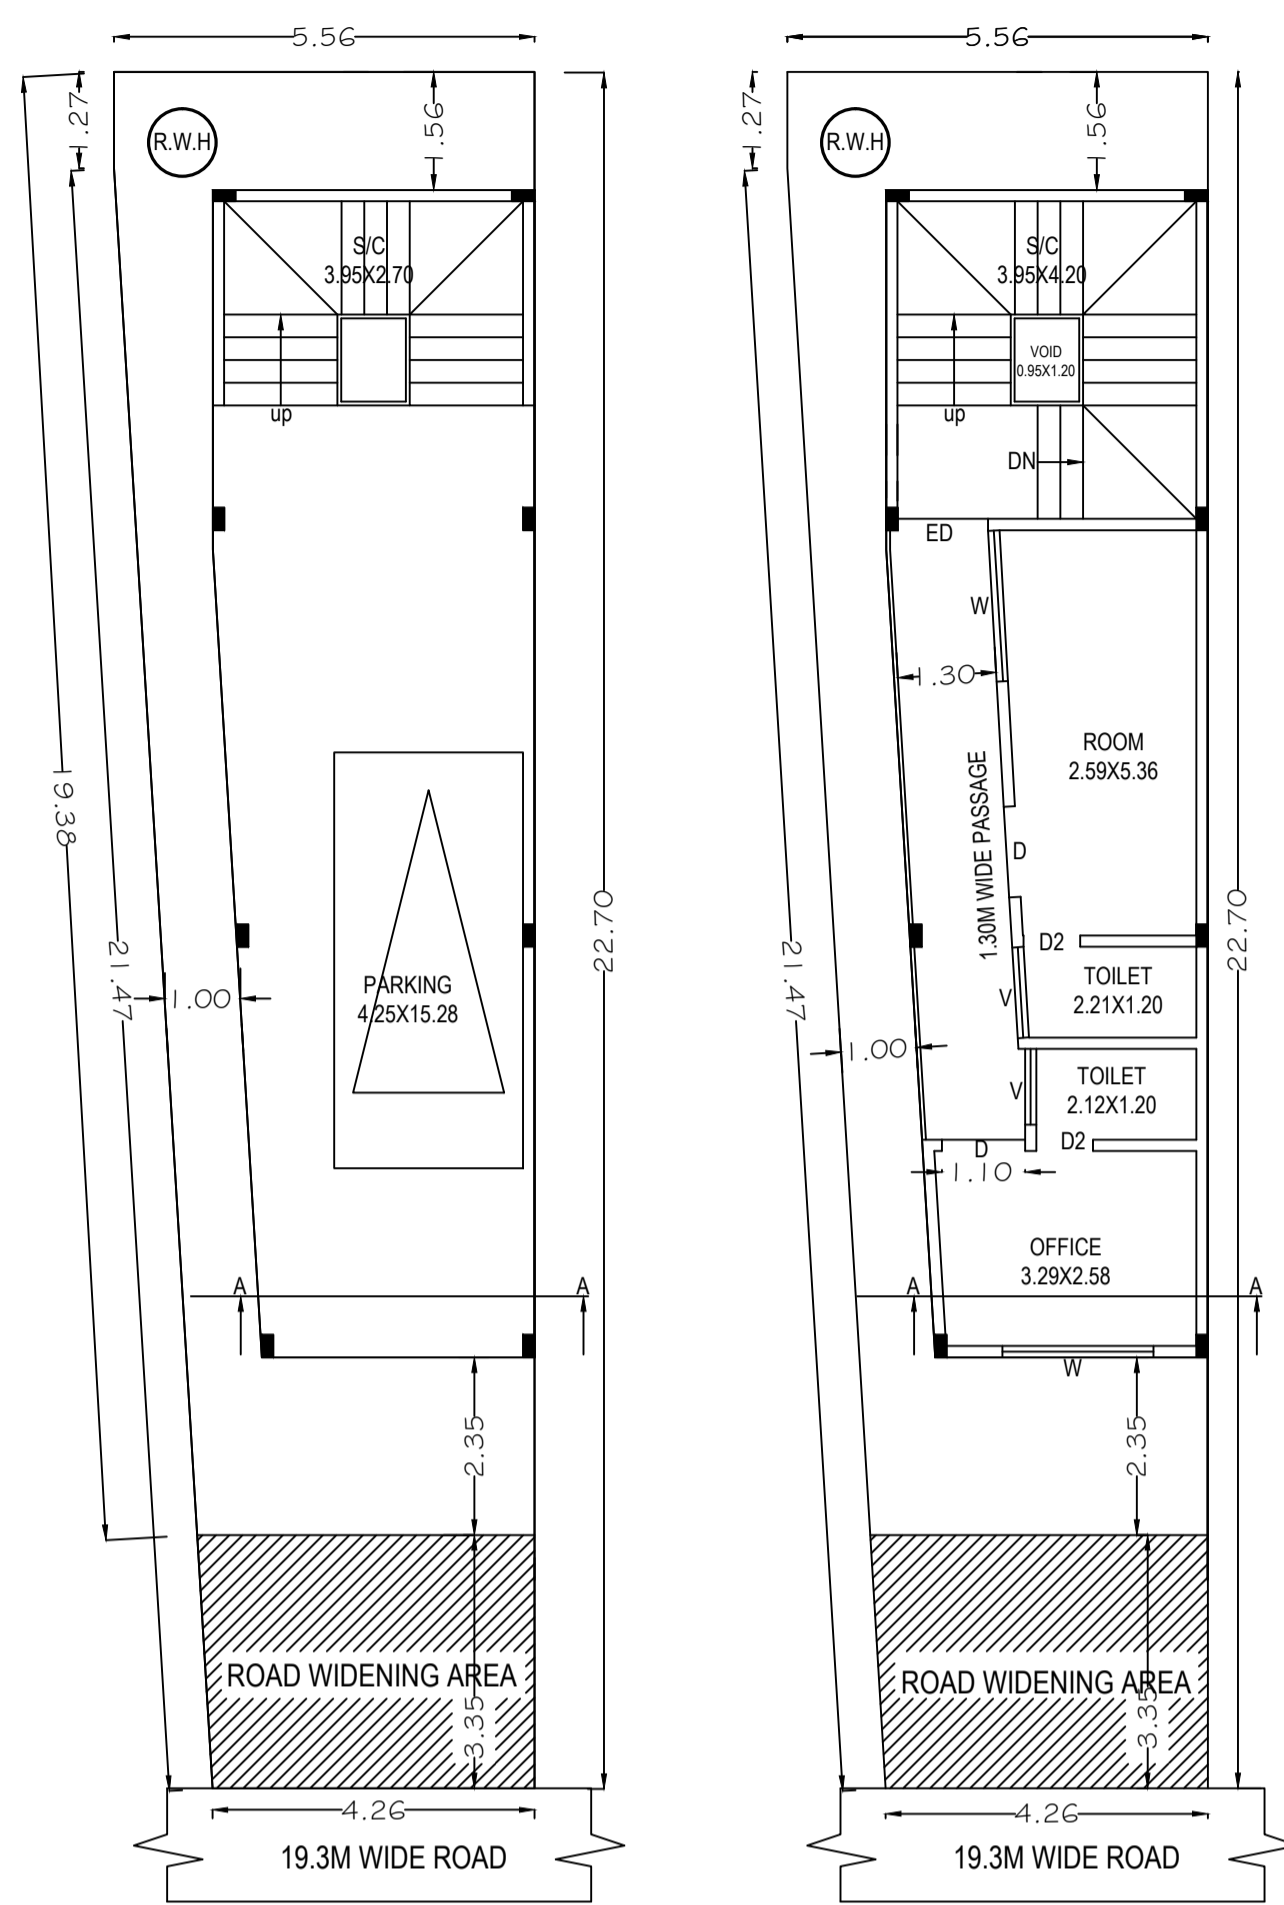 5.56
1.27
1.56
R.W.H
S/C
3.95X2.70
up
19.38
21.47
22.70
1.00
PARKING
4.25X15.28
A
A
2.35
ROAD WIDENING AREA
3.35
4.26
19.3M WIDE ROAD
5.56
1.27
1.56
R.W.H
S/C
3.95X4.20
VOID
0.95X1.20
up
DN
ED
W
1.30
ROOM
2.59X5.36
1.30M WIDE PASSAGE
D
22.70
21.47
D2
TOILET
2.21X1.20
V
1.00
TOILET
2.12X1.20
V
D2
D
1.10
OFFICE
3.29X2.58
A
A
W
2.35
ROAD WIDENING AREA
3.35
4.26
19.3M WIDE ROAD